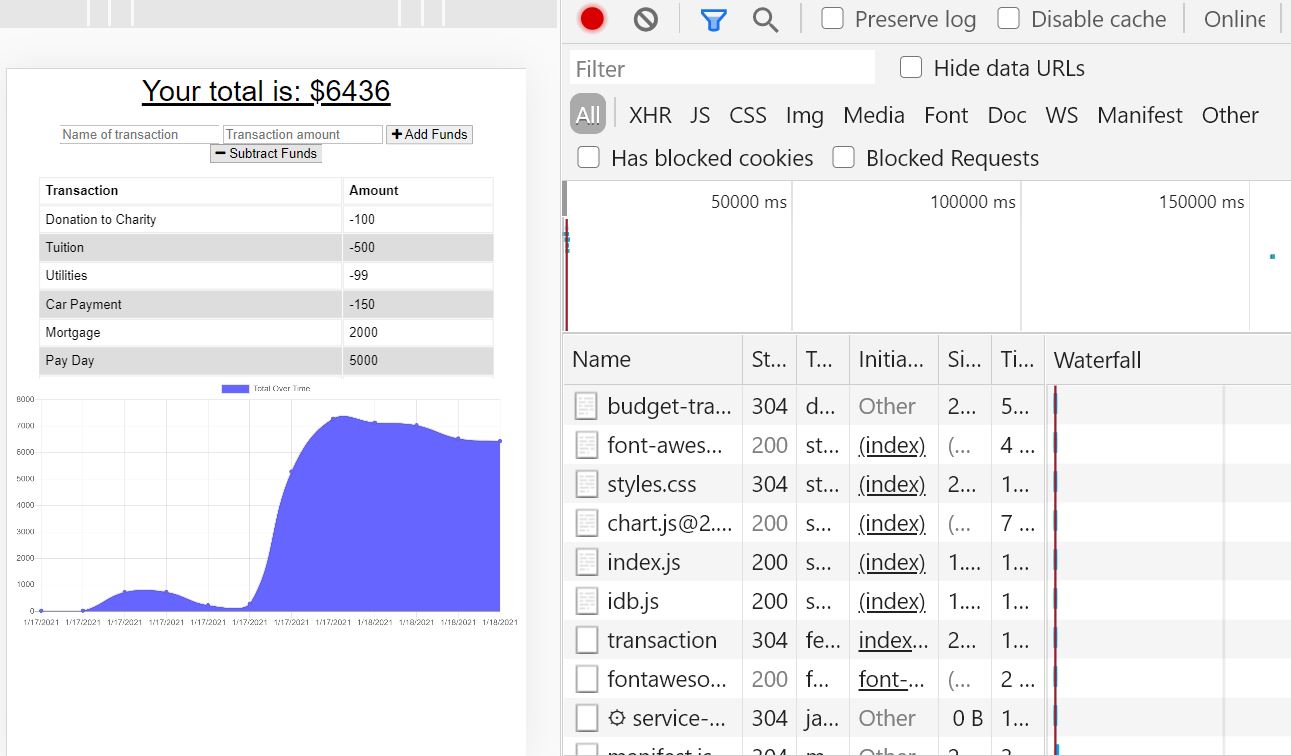 Your total is: $6436
Name of transaction Transaction amount Add Funds
Subtract Funds
Transaction Amount
Donation to Charity -100
Tuition -500
Utilities -99
Car Payment -150
Mortgage 2000
Pay Day 5000
Total Over Time
8000
7000
6000
5000
4000
3000
2000
1000
0
1/17/2021 1/17/2021 1/17/2021 1/17/2021 1/17/2021 1/17/2021 1/17/2021 1/17/2021 1/18/2021 1/18/2021 1/18/2021 1/18/2021
Preserve log Disable cache Online
Filter Hide data URLs
All XHR JS CSS Img Media Font Doc WS Manifest Other
Has blocked cookies Blocked Requests
50000 ms 100000 ms 150000 ms
Name St... T... Initia... Si... Ti... Waterfall
budget-tra... 304 d... Other 2... 5...
font-awes... 200 st... (index) (... 4 ...
styles.css 304 st... (index) 2... 1...
chart.js@2.... 200 s... (index) (... 7 ...
index.js 200 s... (index) 1.... 1...
idb.js 200 s... (index) 1.... 1...
transaction 304 fe... index... 2... 1...
fontaweso... 200 f... font-... (... 2 ...
service-... 304 ja... Other 0 B 1...
manifest.js 304 m... Other 2... 3...